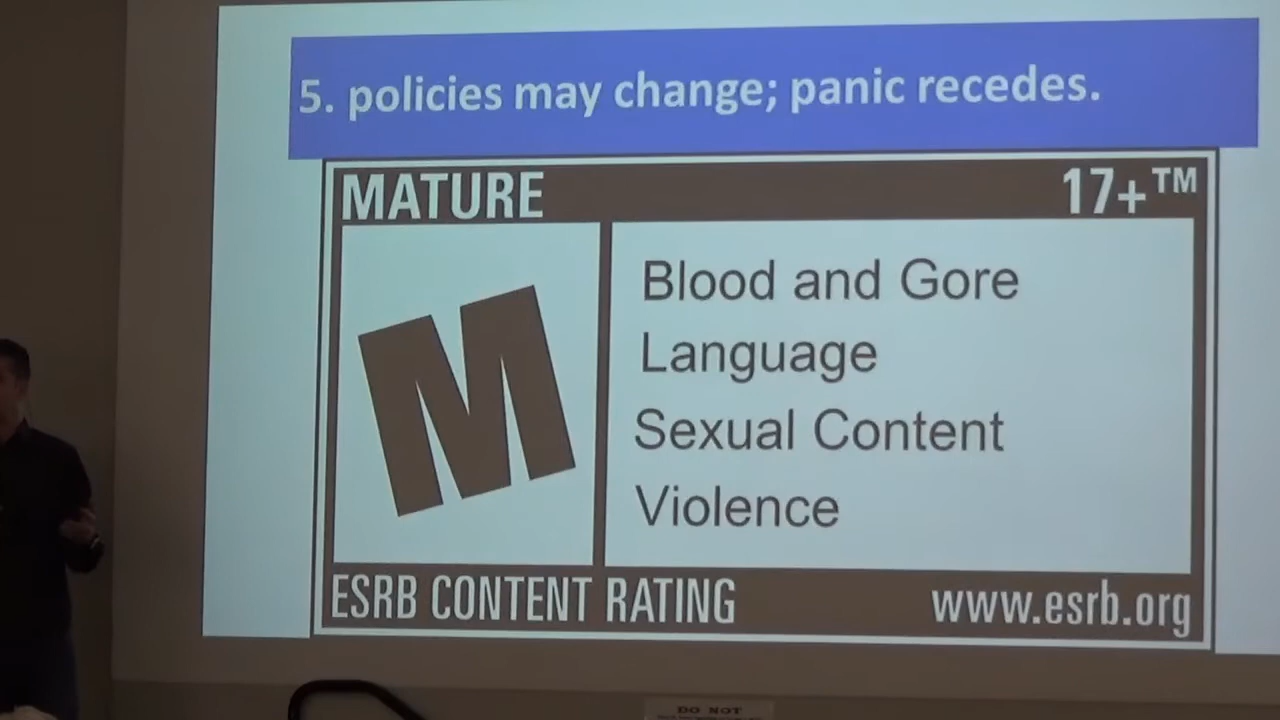 5. policies may change; panic recedes.
MATURE 17+™
M
Blood and Gore
Language
Sexual Content
Violence
ESRB CONTENT RATING www.esrb.org
DO NOT